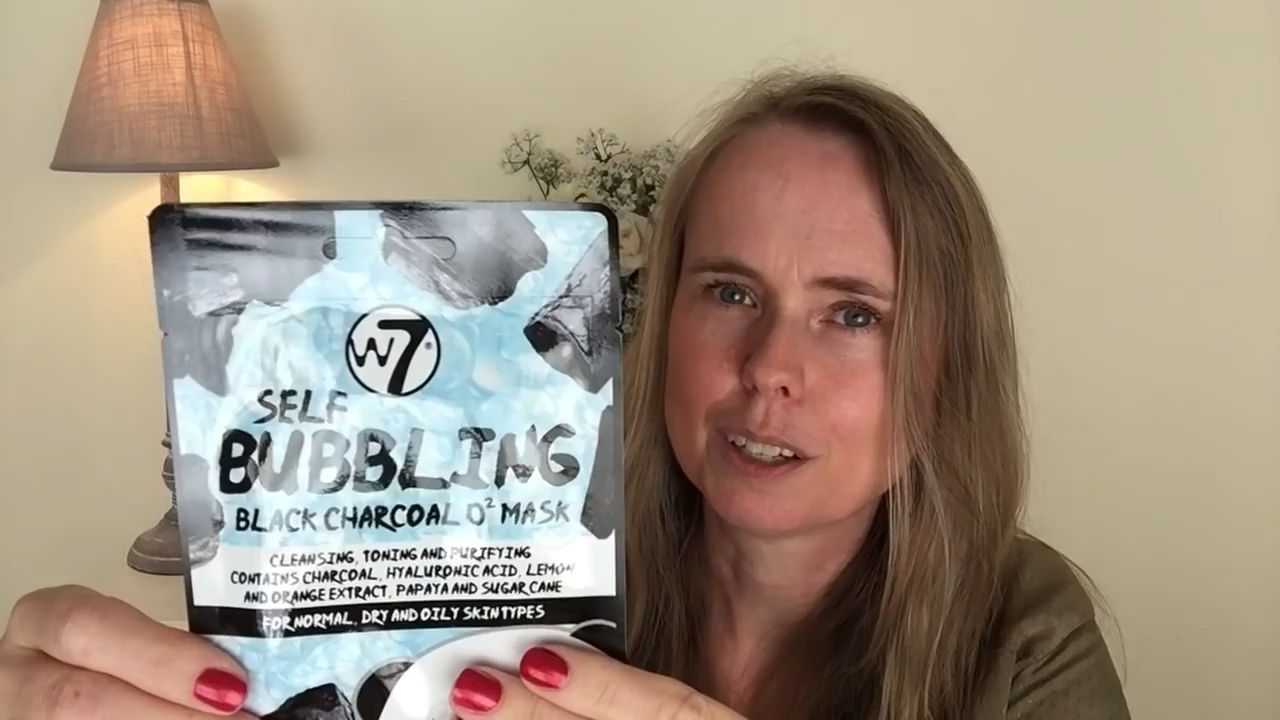 W7
SELF
BUBBLING
BLACK CHARCOAL O² MASK
CLEANSING, TONING AND PURIFYING
CONTAINS CHARCOAL, HYALURONIC ACID, LEMON
AND ORANGE EXTRACT, PAPAYA AND SUGAR CANE
FOR NORMAL, DRY AND OILY SKIN TYPES